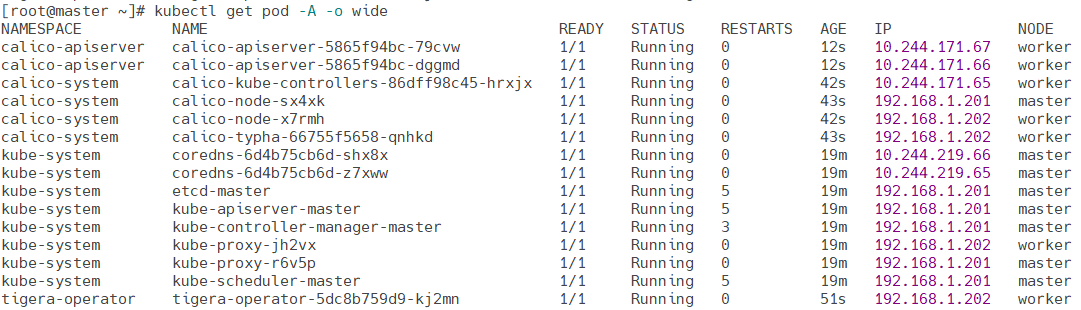 [root@master ~]# kubectl get pod -A -o wide
NAMESPACE NAME READY STATUS RESTARTS AGE IP NODE
calico-apiserver calico-apiserver-5865f94bc-79cvw 1/1 Running 0 12s 10.244.171.67 worker
calico-apiserver calico-apiserver-5865f94bc-dggmd 1/1 Running 0 12s 10.244.171.66 worker
calico-system calico-kube-controllers-86dff98c45-hrxjx 1/1 Running 0 42s 10.244.171.65 worker
calico-system calico-node-sx4xk 1/1 Running 0 43s 192.168.1.201 master
calico-system calico-node-x7rmh 1/1 Running 0 42s 192.168.1.202 worker
calico-system calico-typha-66755f5658-qnhkd 1/1 Running 0 43s 192.168.1.202 worker
kube-system coredns-6d4b75cb6d-shx8x 1/1 Running 0 19m 10.244.219.66 master
kube-system coredns-6d4b75cb6d-z7xww 1/1 Running 0 19m 10.244.219.65 master
kube-system etcd-master 1/1 Running 5 19m 192.168.1.201 master
kube-system kube-apiserver-master 1/1 Running 5 19m 192.168.1.201 master
kube-system kube-controller-manager-master 1/1 Running 3 19m 192.168.1.201 master
kube-system kube-proxy-jh2vx 1/1 Running 0 19m 192.168.1.202 worker
kube-system kube-proxy-r6v5p 1/1 Running 0 19m 192.168.1.201 master
kube-system kube-scheduler-master 1/1 Running 5 19m 192.168.1.201 master
tigera-operator tigera-operator-5dc8b759d9-kj2mn 1/1 Running 0 51s 192.168.1.202 worker